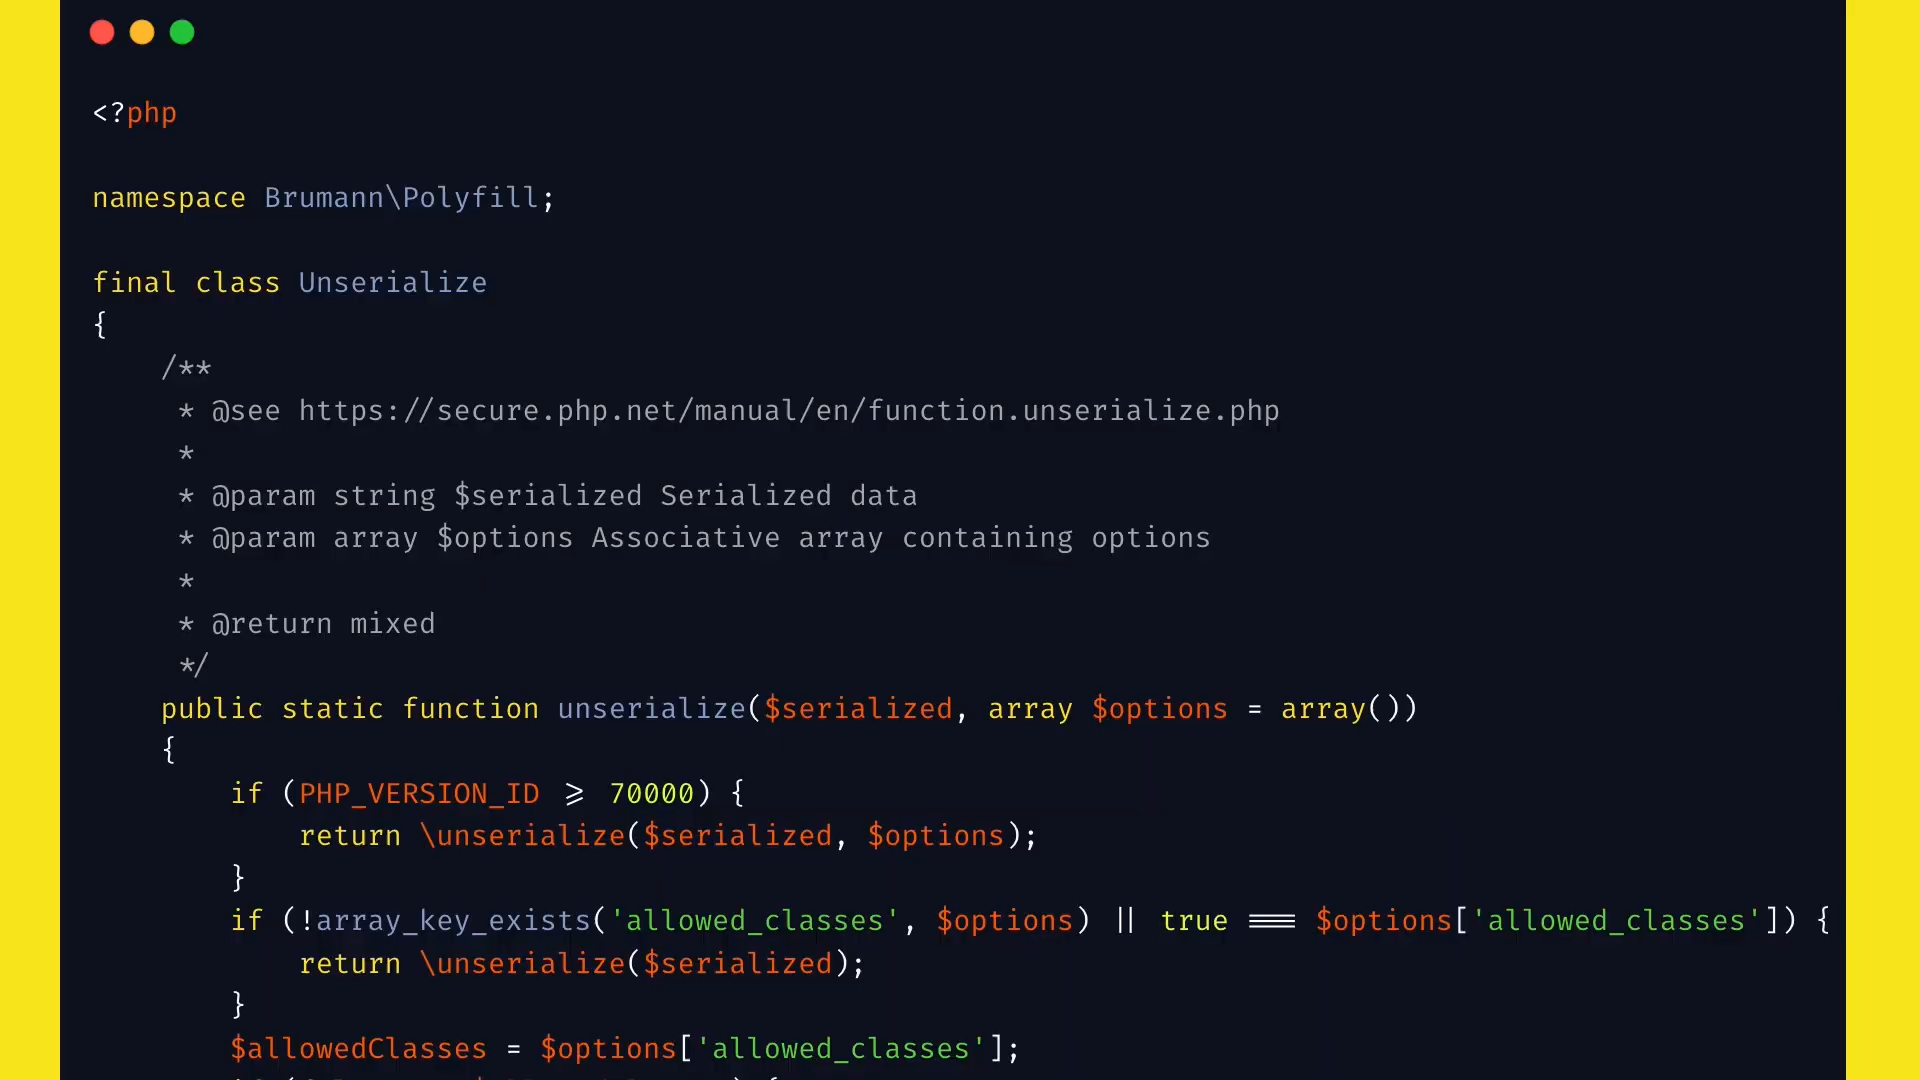 <?php
namespace Brumann\Polyfill;
final class Unserialize
{
/**
* @see https://secure.php.net/manual/en/function.unserialize.php
*
* @param string $serialized Serialized data
* @param array $options Associative array containing options
*
* @return mixed
*/
public static function unserialize($serialized, array $options = array())
{
if (PHP_VERSION_ID >= 70000) {
return \unserialize($serialized, $options);
}
if (!array_key_exists('allowed_classes', $options) || true === $options['allowed_classes']) {
return \unserialize($serialized);
}
$allowedClasses = $options['allowed_classes'];